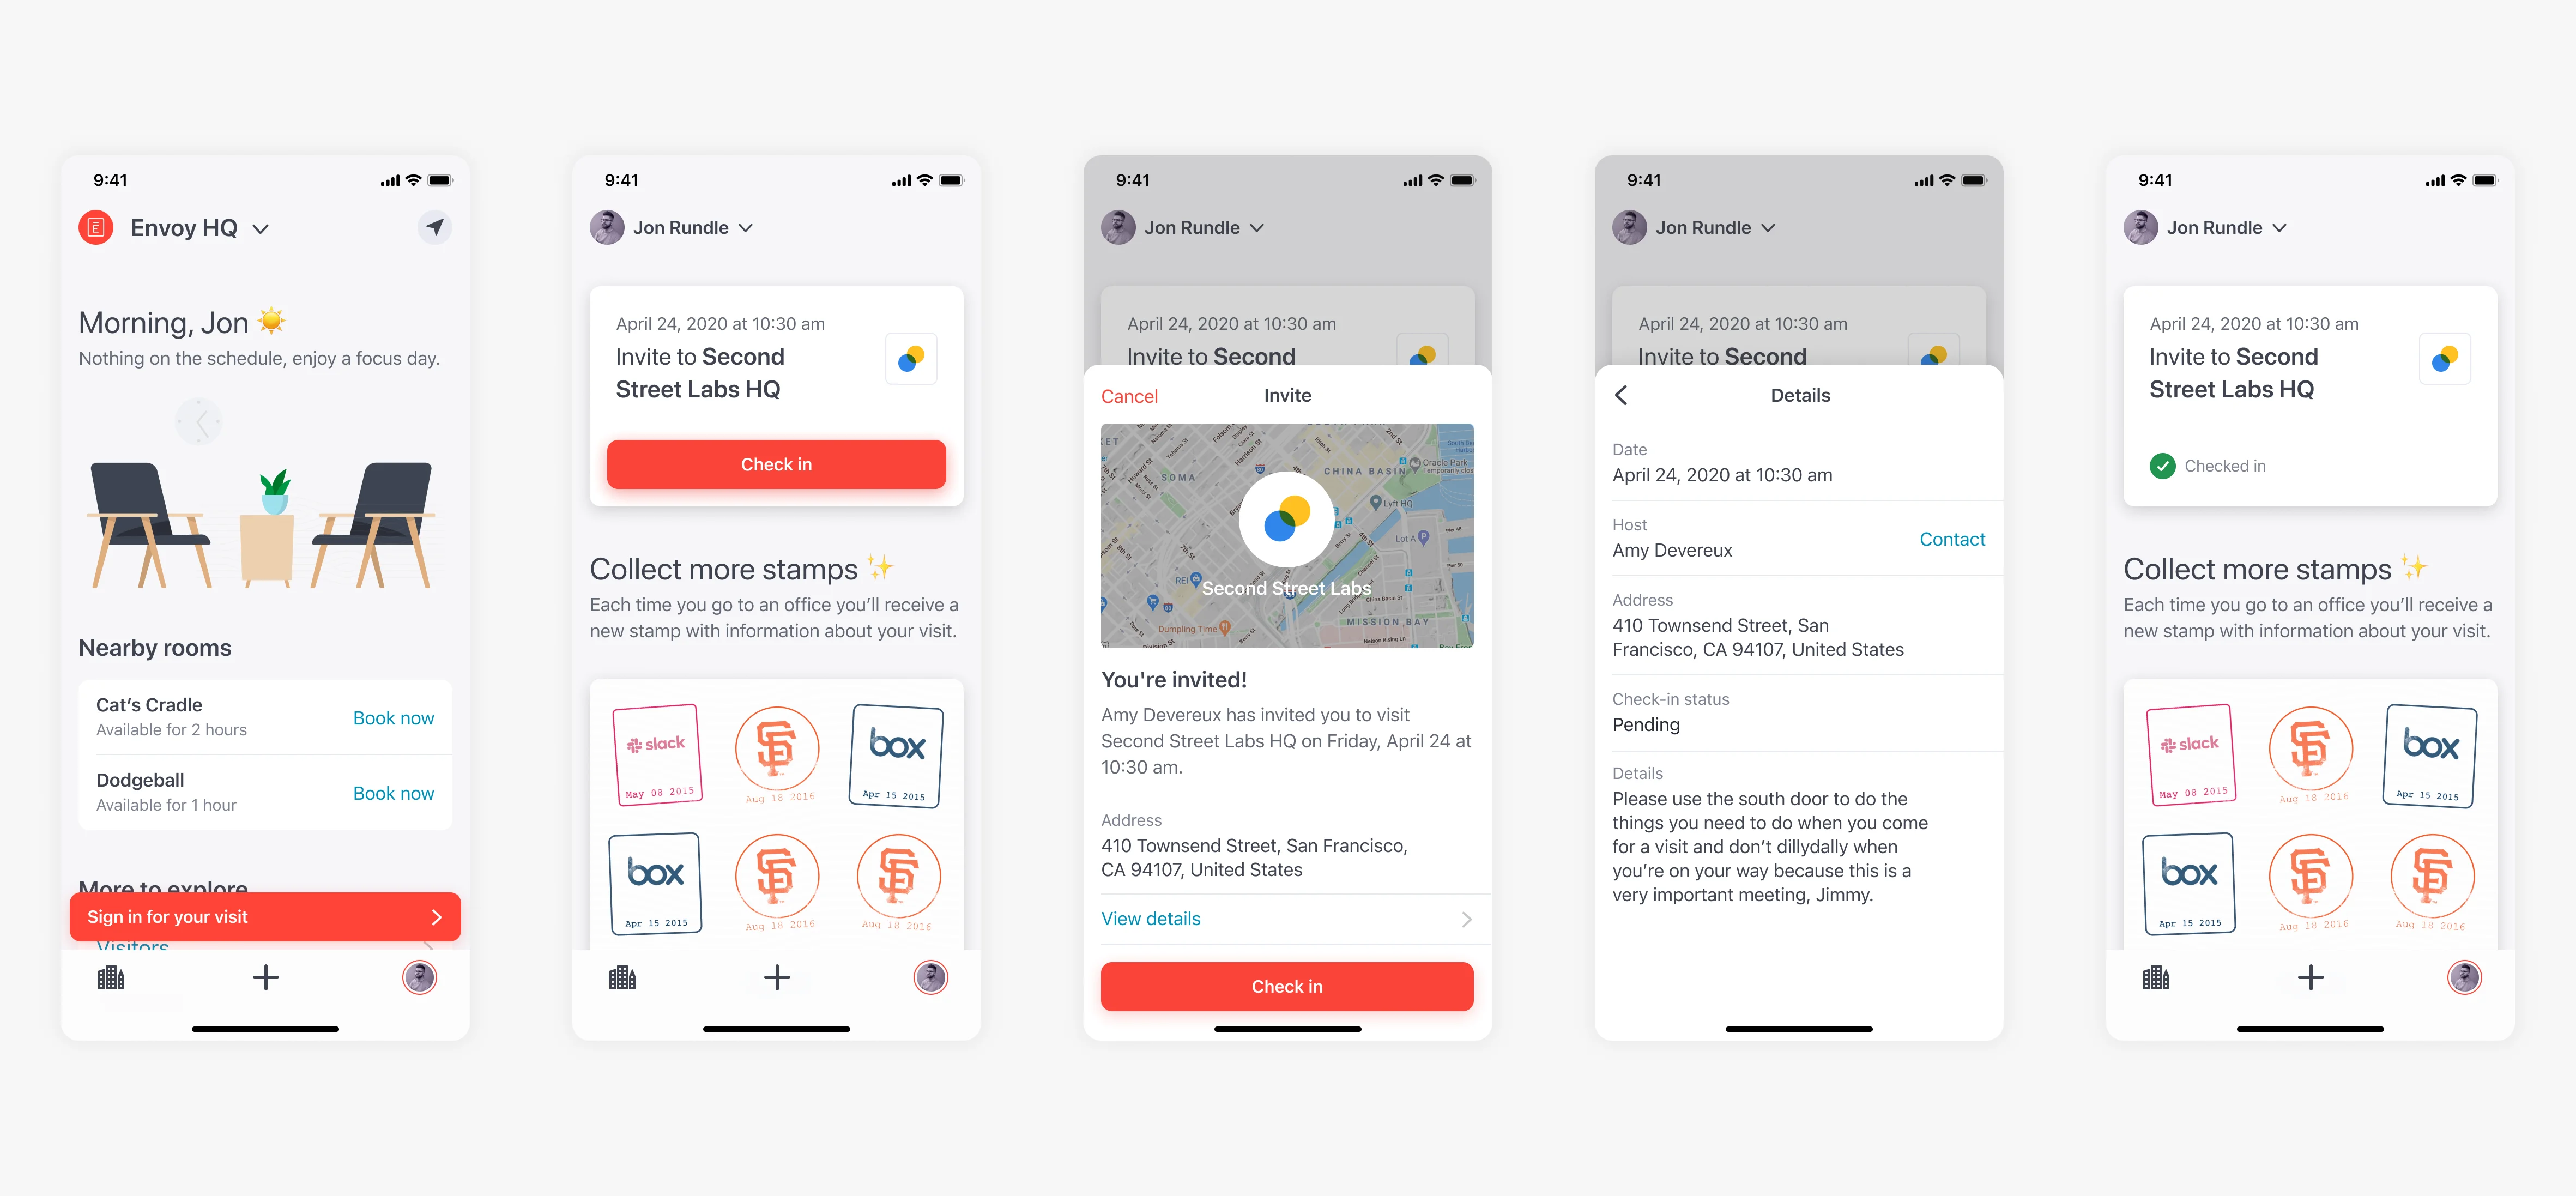 9:41
Envoy HQ
Morning, Jon
Nothing on the schedule, enjoy a focus day.
Nearby rooms
Cat's Cradle
Available for 2 hours
Book now
Dodgeball
Available for 1 hour
Book now
More to explore
Sign in for your visit
Visitors
9:41
Jon Rundle
April 24, 2020 at 10:30 am
Invite to Second
Street Labs HQ
Check in
Collect more stamps
Each time you go to an office you’ll receive a
new stamp with information about your visit.
slack
May 08 2015
Aug 18 2016
box
Apr 15 2015
box
Apr 15 2015
Aug 18 2016
Aug 18 2016
9:41
Jon Rundle
April 24, 2020 at 10:30 am
Invite to Second
Cancel
Invite
SOMA
CHINA BASIN
Oracle Park
Lyft HQ
Lot A
REI
Second Street Labs
China Basin St
MISSION BAY
Dumpling Time
Nelson Rising Ln
You're invited!
Amy Devereux has invited you to visit
Second Street Labs HQ on Friday, April 24 at
10:30 am.
Address
410 Townsend Street, San Francisco,
CA 94107, United States
View details
Check in
9:41
Jon Rundle
April 24, 2020 at 10:30 am
Invite to Second
Details
Date
April 24, 2020 at 10:30 am
Host
Amy Devereux
Contact
Address
410 Townsend Street, San
Francisco, CA 94107, United States
Check-in status
Pending
Details
Please use the south door to do the
things you need to do when you come
for a visit and don’t dillydally when
you’re on your way because this is a
very important meeting, Jimmy.
9:41
Jon Rundle
April 24, 2020 at 10:30 am
Invite to Second
Street Labs HQ
Checked in
Collect more stamps
Each time you go to an office you’ll receive a
new stamp with information about your visit.
slack
May 08 2015
Aug 18 2016
box
Apr 15 2015
box
Apr 15 2015
Aug 18 2016
Aug 18 2016